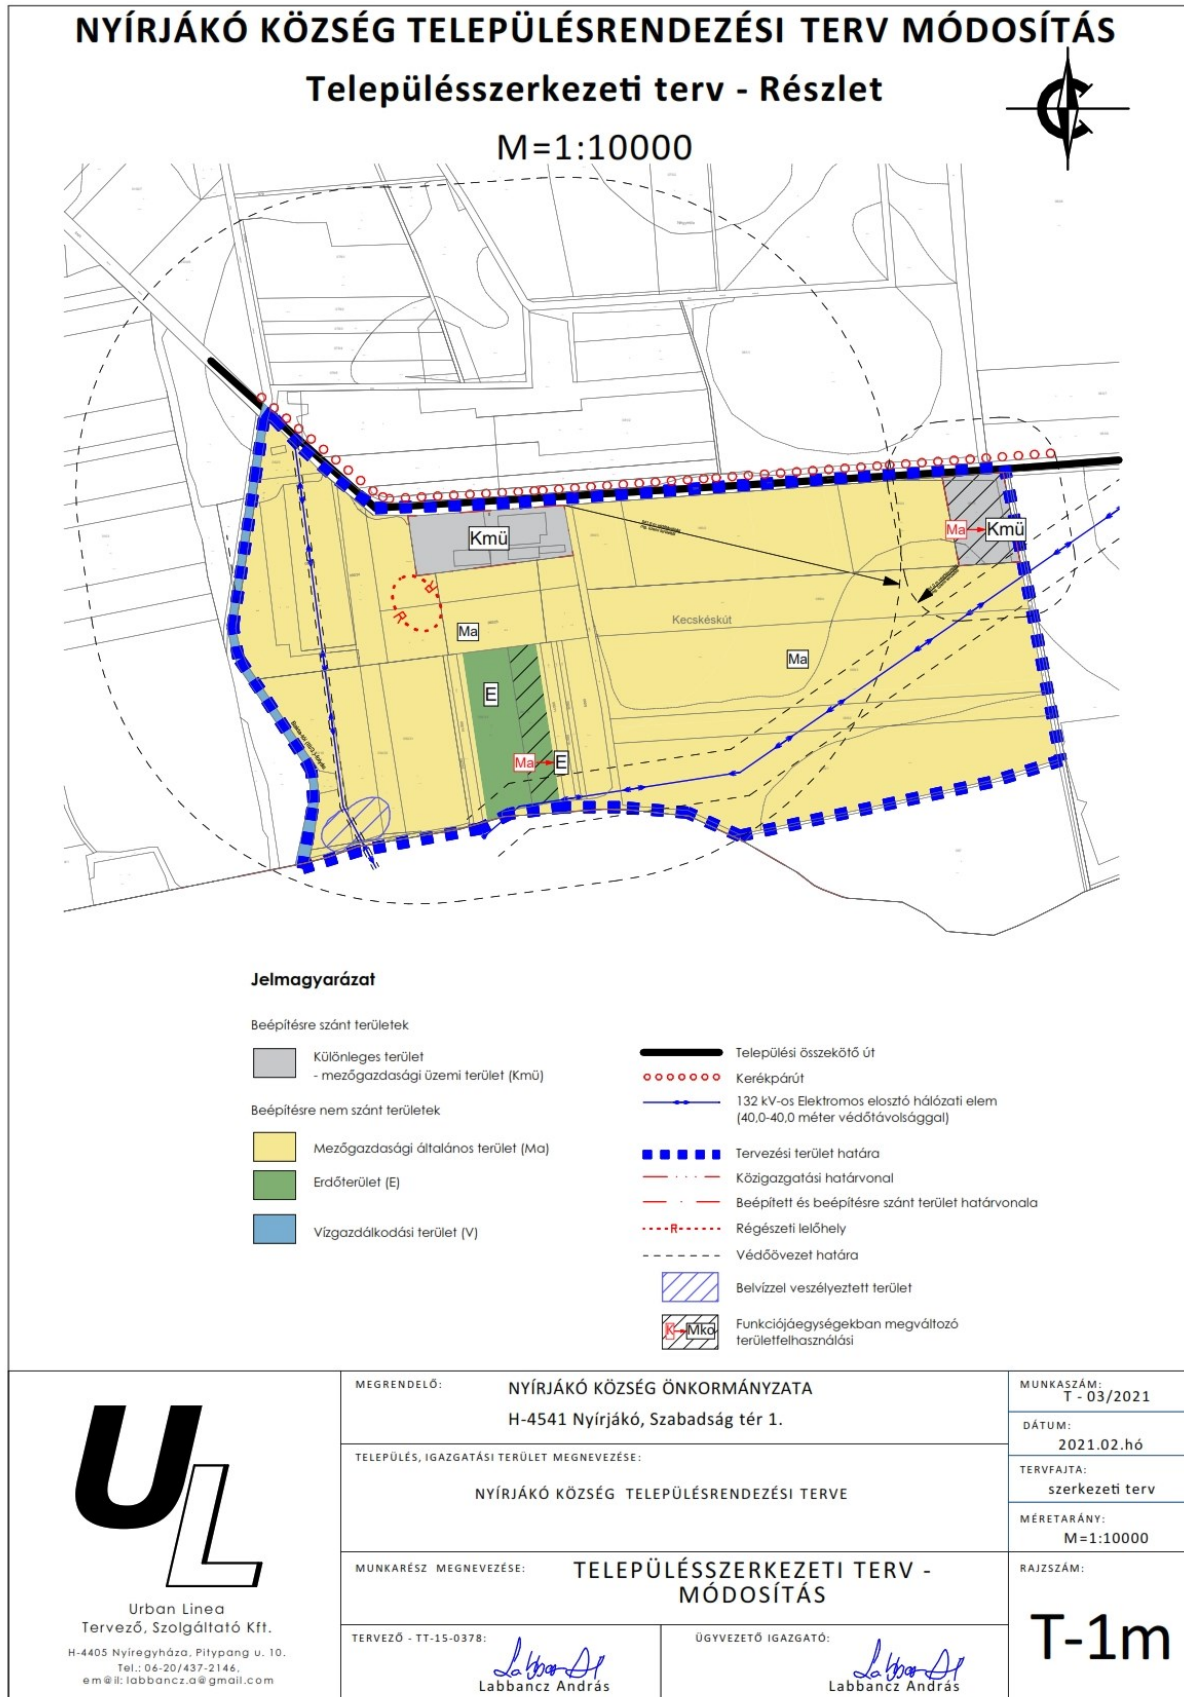 NYÍRJÁKÓ KÖZSÉG TELEPÜLÉSRENDEZÉSI TERV MÓDOSÍTÁS
Településszerkezeti terv - Részlet
M=1:10000
Kmü
Ma
Kmü
Kecskéskút
Ma
Ma
E
Ma
E
R
R
Jelmagyarázat
Beépítésre szánt területek
Különleges terület
- mezőgazdasági üzemi terület (Kmü)
Beépítésre nem szánt területek
Mezőgazdasági általános terület (Ma)
Erdőterület (E)
Vízgazdálkodási terület (V)
Települési összekötő út
Kerékpárút
132 kV-os Elektromos elosztó hálózati elem
(40,0-40,0 méter védőtávolsággal)
Tervezési terület határa
Közigazgatási határvonal
Beépített és beépítésre szánt terület határvonala
R
Régészeti lelőhely
Védőövezet határa
Belvízzel veszélyeztett terület
K
Mko
Funkciójaegységekban megváltozó
területfelhasználási
UL
Urban Linea
Tervező, Szolgáltató Kft.
H-4405 Nyíregyháza, Pitypang u. 10.
Tel.: 06-20/437-2146,
em@il: labbancz.a@gmail.com
MEGRENDELŐ:
NYÍRJÁKÓ KÖZSÉG ÖNKORMÁNYZATA
H-4541 Nyírjákó, Szabadság tér 1.
TELEPÜLÉS, IGAZGATÁSI TERÜLET MEGNEVEZÉSE:
NYÍRJÁKÓ KÖZSÉG TELEPÜLÉSRENDEZÉSI TERVE
MUNKARÉSZ MEGNEVEZÉSE:
TELEPÜLÉSSZERKEZETI TERV -
MÓDOSÍTÁS
TERVEZŐ - TT-15-0378:
Labbancz András
ÜGYVEZETŐ IGAZGATÓ:
Labbancz András
MUNKASZÁM:
T - 03/2021
DÁTUM:
2021.02.hó
TERVFAJTA:
szerkezeti terv
MÉRETARÁNY:
M=1:10000
RAJZSZÁM:
T-1m